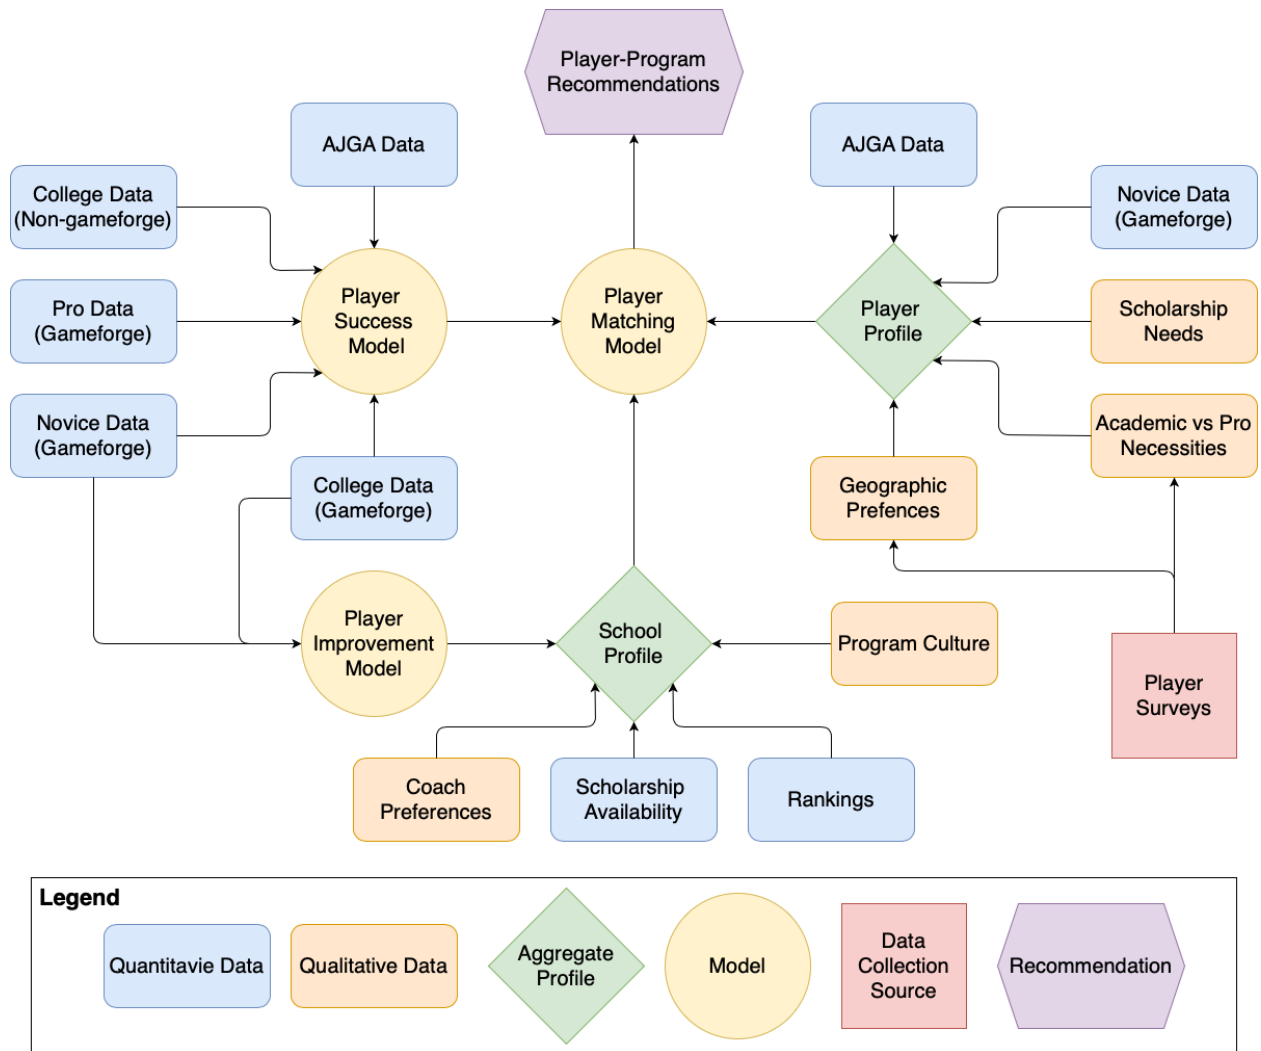 Player-Program
Recommendations
AJGA Data
AJGA Data
College Data
(Non-gameforge)
Novice Data
(Gameforge)
Pro Data
(Gameforge)
Player
Success
Model
Player
Matching
Model
Player
Profile
Scholarship
Needs
Novice Data
(Gameforge)
Academic vs Pro
Necessities
College Data
(Gameforge)
Geographic
Prefences
Player
Improvement
Model
School
Profile
Program Culture
Player
Surveys
Coach
Preferences
Scholarship
Availability
Rankings
Legend
Quantitavie Data
Qualitative Data
Aggregate
Profile
Model
Data
Collection
Source
Recommendation